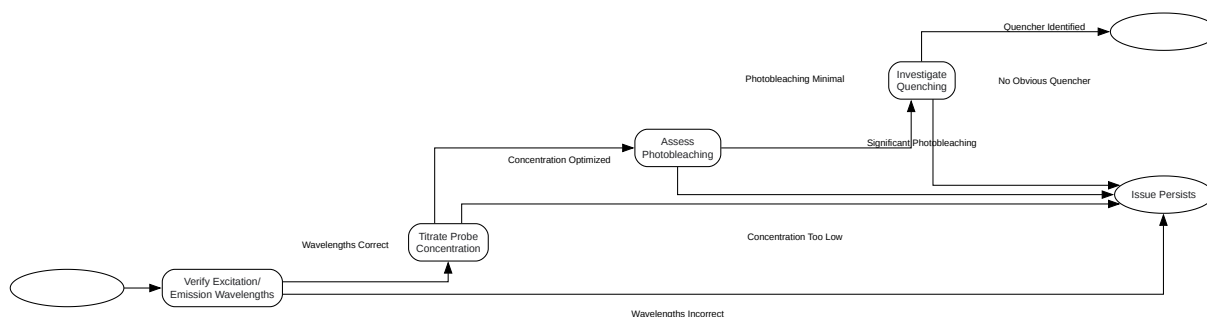 Quencher Identified
Photobleaching Minimal
Investigate
Quenching
No Obvious Quencher
Assess
Photobleaching
Significant Photobleaching
Concentration Optimized
Issue Persists
Titrate Probe
Concentration
Wavelengths Correct
Concentration Too Low
Verify Excitation/
Emission Wavelengths
Wavelengths Incorrect